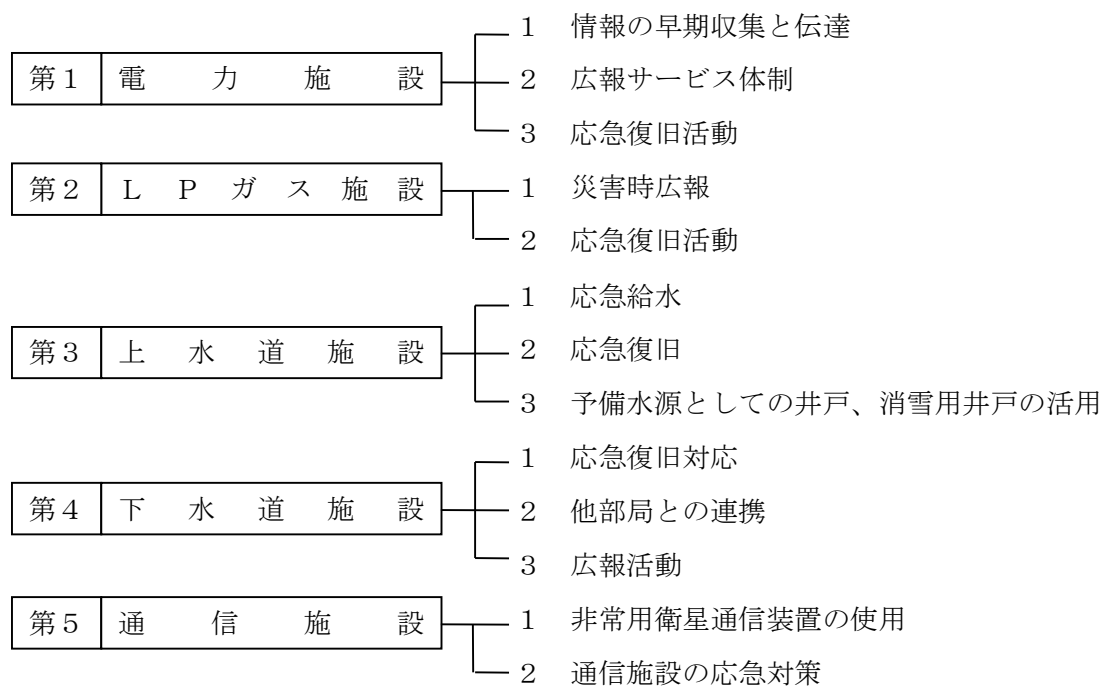 1 情報の早期収集と伝達
第1 電力施設
2 広報サービス体制
3 応急復旧活動
第2 LPガス施設
1 災害時広報
2 応急復旧活動
1 応急給水
第3 上水道施設
2 応急復旧
3 予備水源としての井戸、消雪用井戸の活用
1 応急復旧対応
第4 下水道施設
2 他部局との連携
3 広報活動
第5 通信施設
1 非常用衛星通信装置の使用
2 通信施設の応急対策